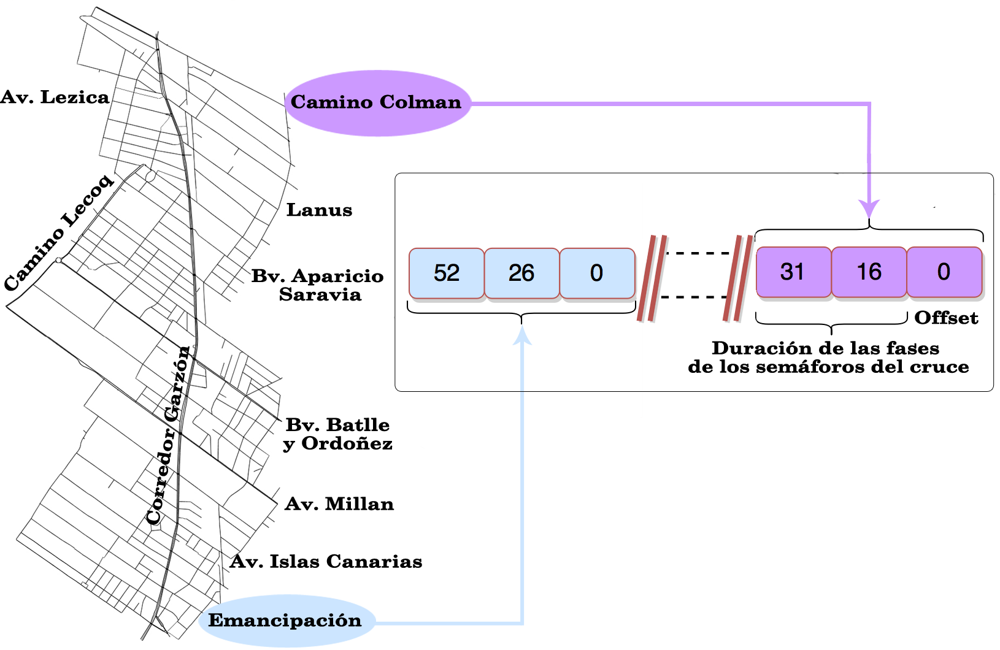 Av. Lezica
Camino Colman
Camino Lecoq
Lanus
Bv. Aparicio
Saravia
52 26 0
31 16 0
Offset
Duración de las fases
de los semáforos del cruce
Corredor Garzón
Bv. Batlle
y Ordoñez
Av. Millan
Av. Islas Canarias
Emancipación